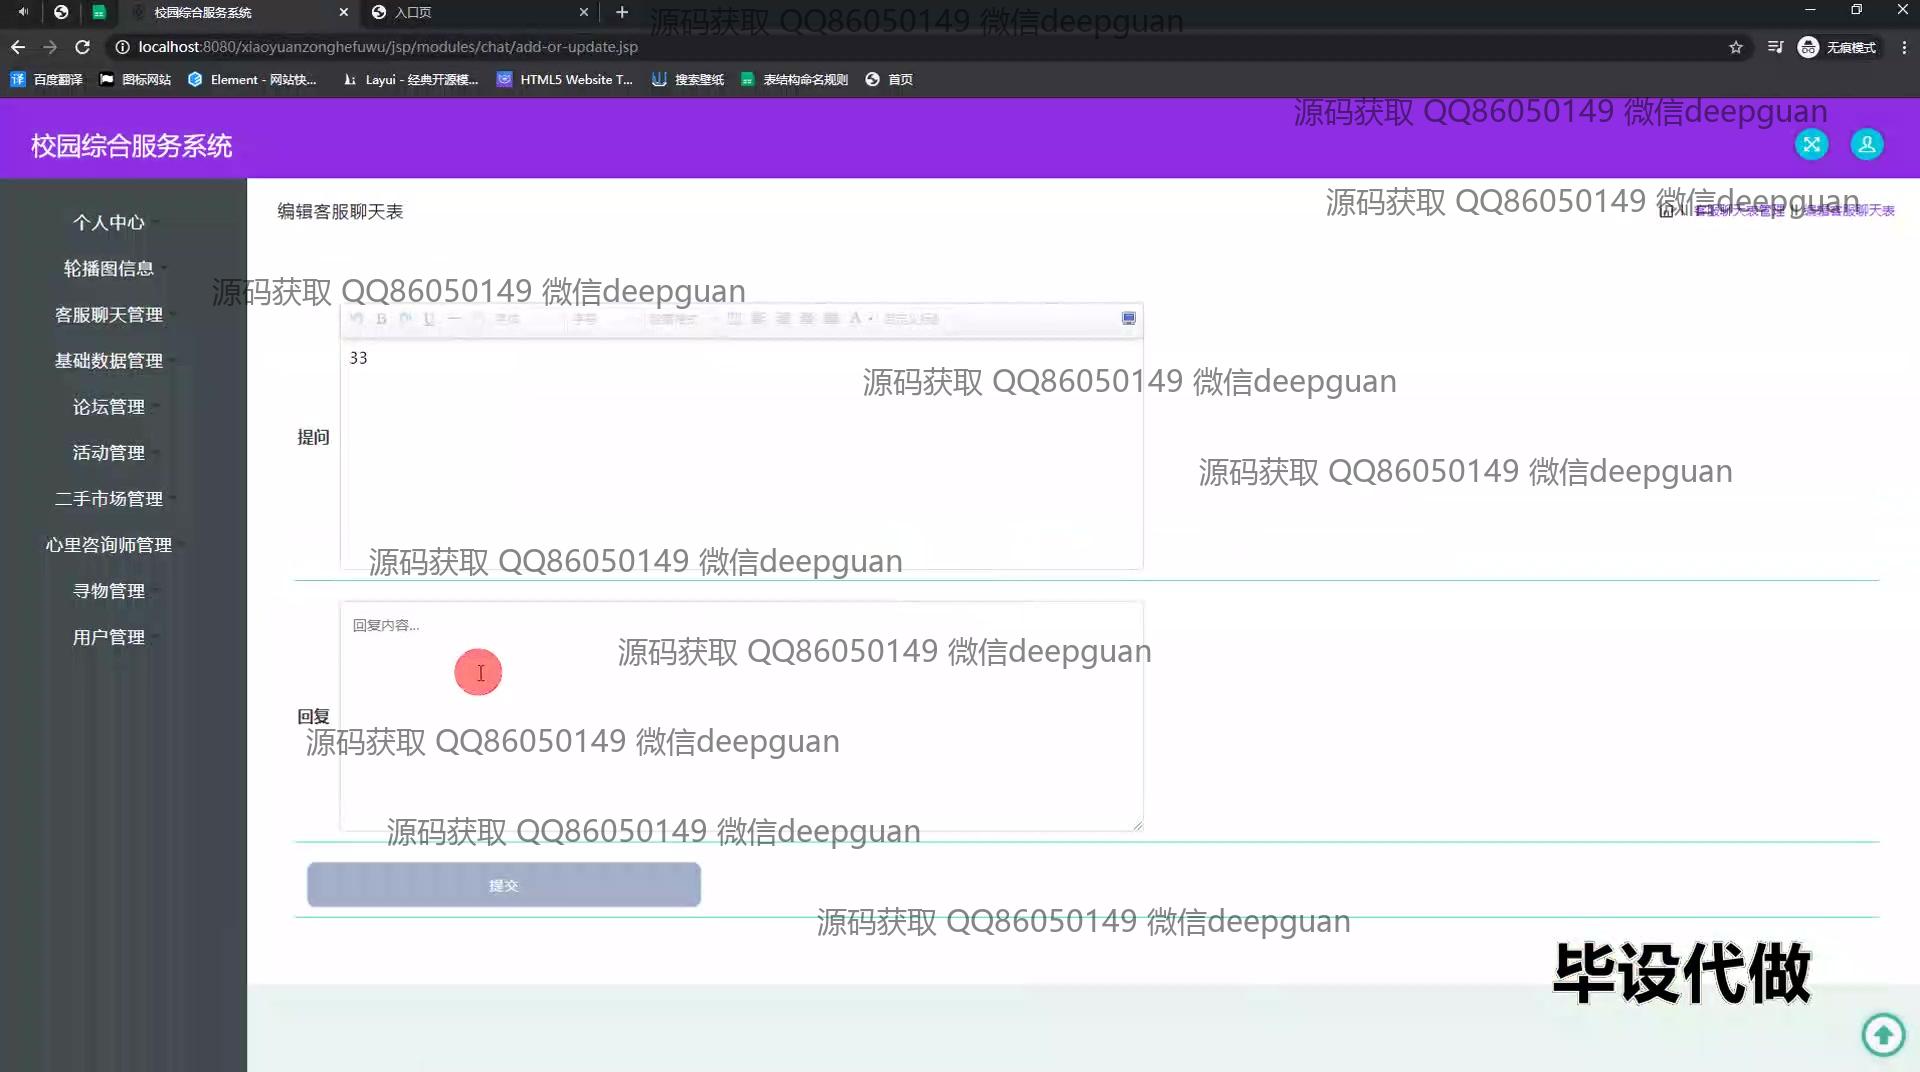 校园综合服务系统
入口页
源码获取 QQ86050149 微信deepguan
localhost:8080/xiaoyuanzonghefuwu/jsp/modules/chat/add-or-update.jsp
无痕模式
百度翻译
图标网站
Element - 网站快...
Layui - 经典开源模...
HTML5 Website T...
搜索壁纸
表结构命名规则
首页
源码获取 QQ86050149 微信deepguan
校园综合服务系统
源码获取 QQ86050149 微信deepguan
编辑客服聊天表
客服聊天表管理
编辑客服聊天表
个人中心
轮播图信息
客服聊天管理
基础数据管理
论坛管理
活动管理
二手市场管理
心里咨询师管理
寻物管理
用户管理
源码获取 QQ86050149 微信deepguan
33
源码获取 QQ86050149 微信deepguan
提问
源码获取 QQ86050149 微信deepguan
源码获取 QQ86050149 微信deepguan
回复内容...
源码获取 QQ86050149 微信deepguan
回复
源码获取 QQ86050149 微信deepguan
源码获取 QQ86050149 微信deepguan
提交
源码获取 QQ86050149 微信deepguan
毕设代做